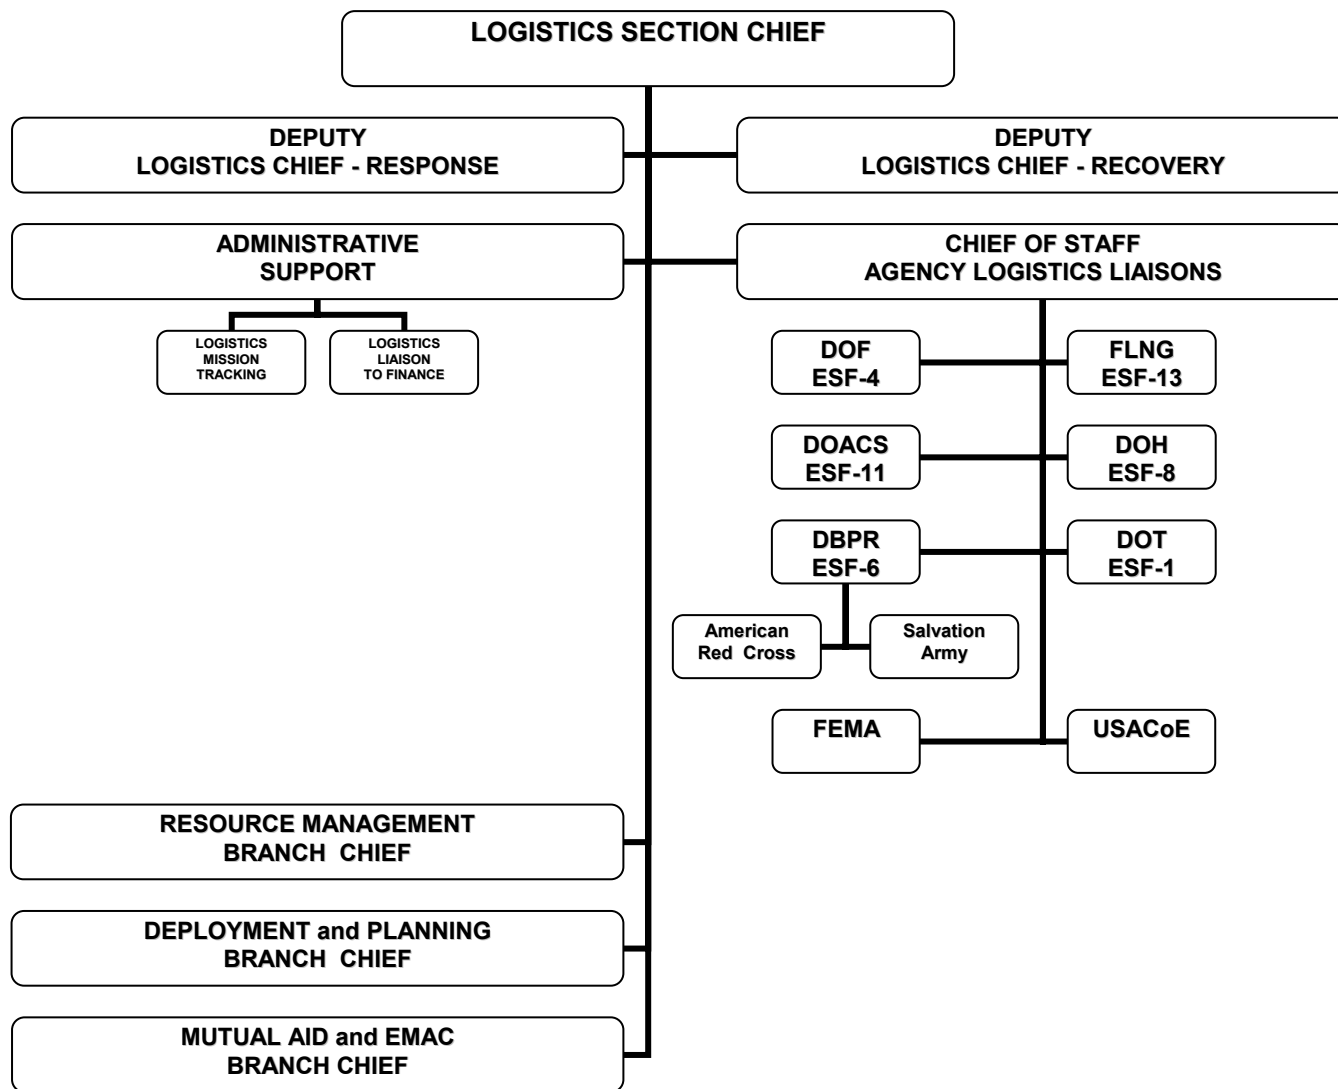 LOGISTICS SECTION CHIEF
DEPUTY
LOGISTICS CHIEF - RESPONSE
DEPUTY
LOGISTICS CHIEF - RECOVERY
ADMINISTRATIVE
SUPPORT
CHIEF OF STAFF
AGENCY LOGISTICS LIAISONS
LOGISTICS
MISSION
TRACKING
LOGISTICS
LIAISON
TO FINANCE
DOF
ESF-4
FLNG
ESF-13
DOACS
ESF-11
DOH
ESF-8
DBPR
ESF-6
DOT
ESF-1
American
Red Cross
Salvation
Army
FEMA
USACoE
RESOURCE MANAGEMENT
BRANCH CHIEF
DEPLOYMENT and PLANNING
BRANCH CHIEF
MUTUAL AID and EMAC
BRANCH CHIEF